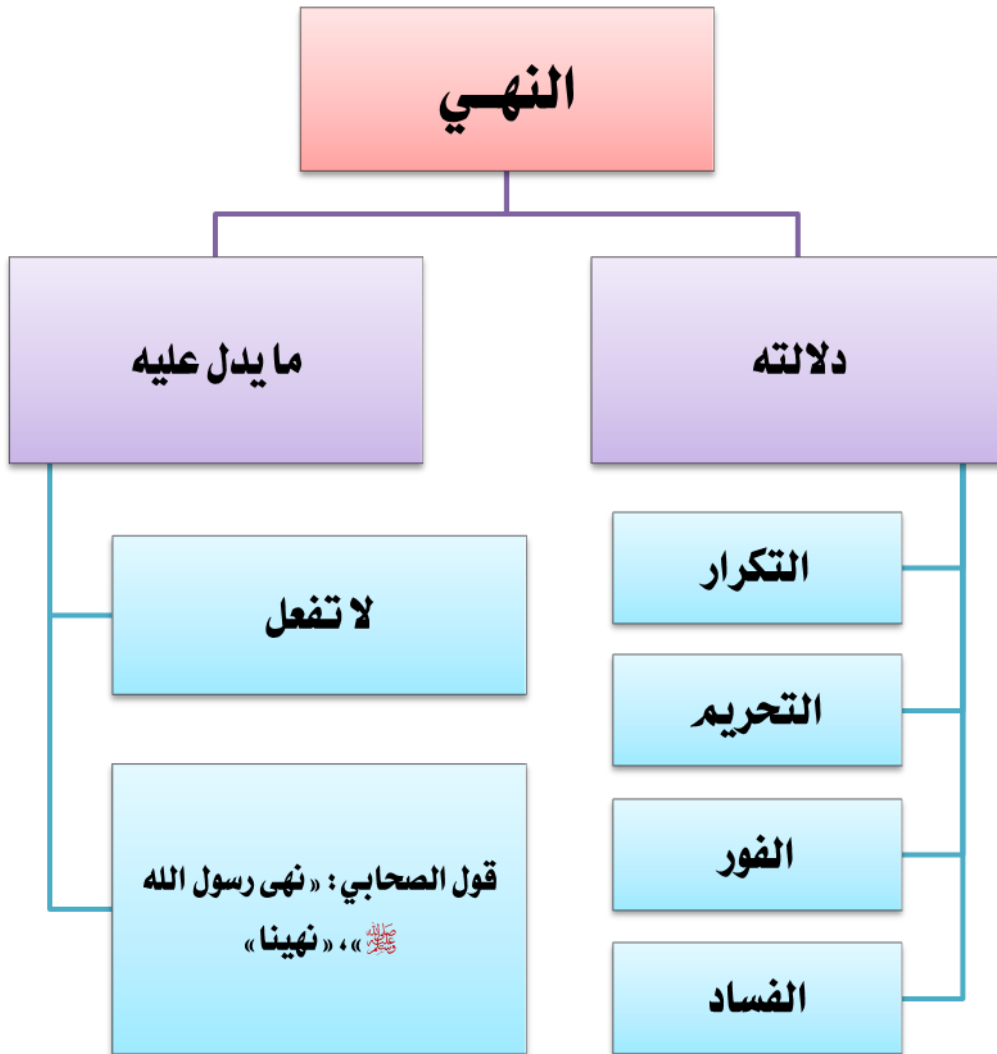 النهـي
دلالته
التكرار
التحريم
الفور
الفساد
ما يدل عليه
لا تفعل
قول الصحابي: «نهى رسول الله
ﷺ»، «نهينا»